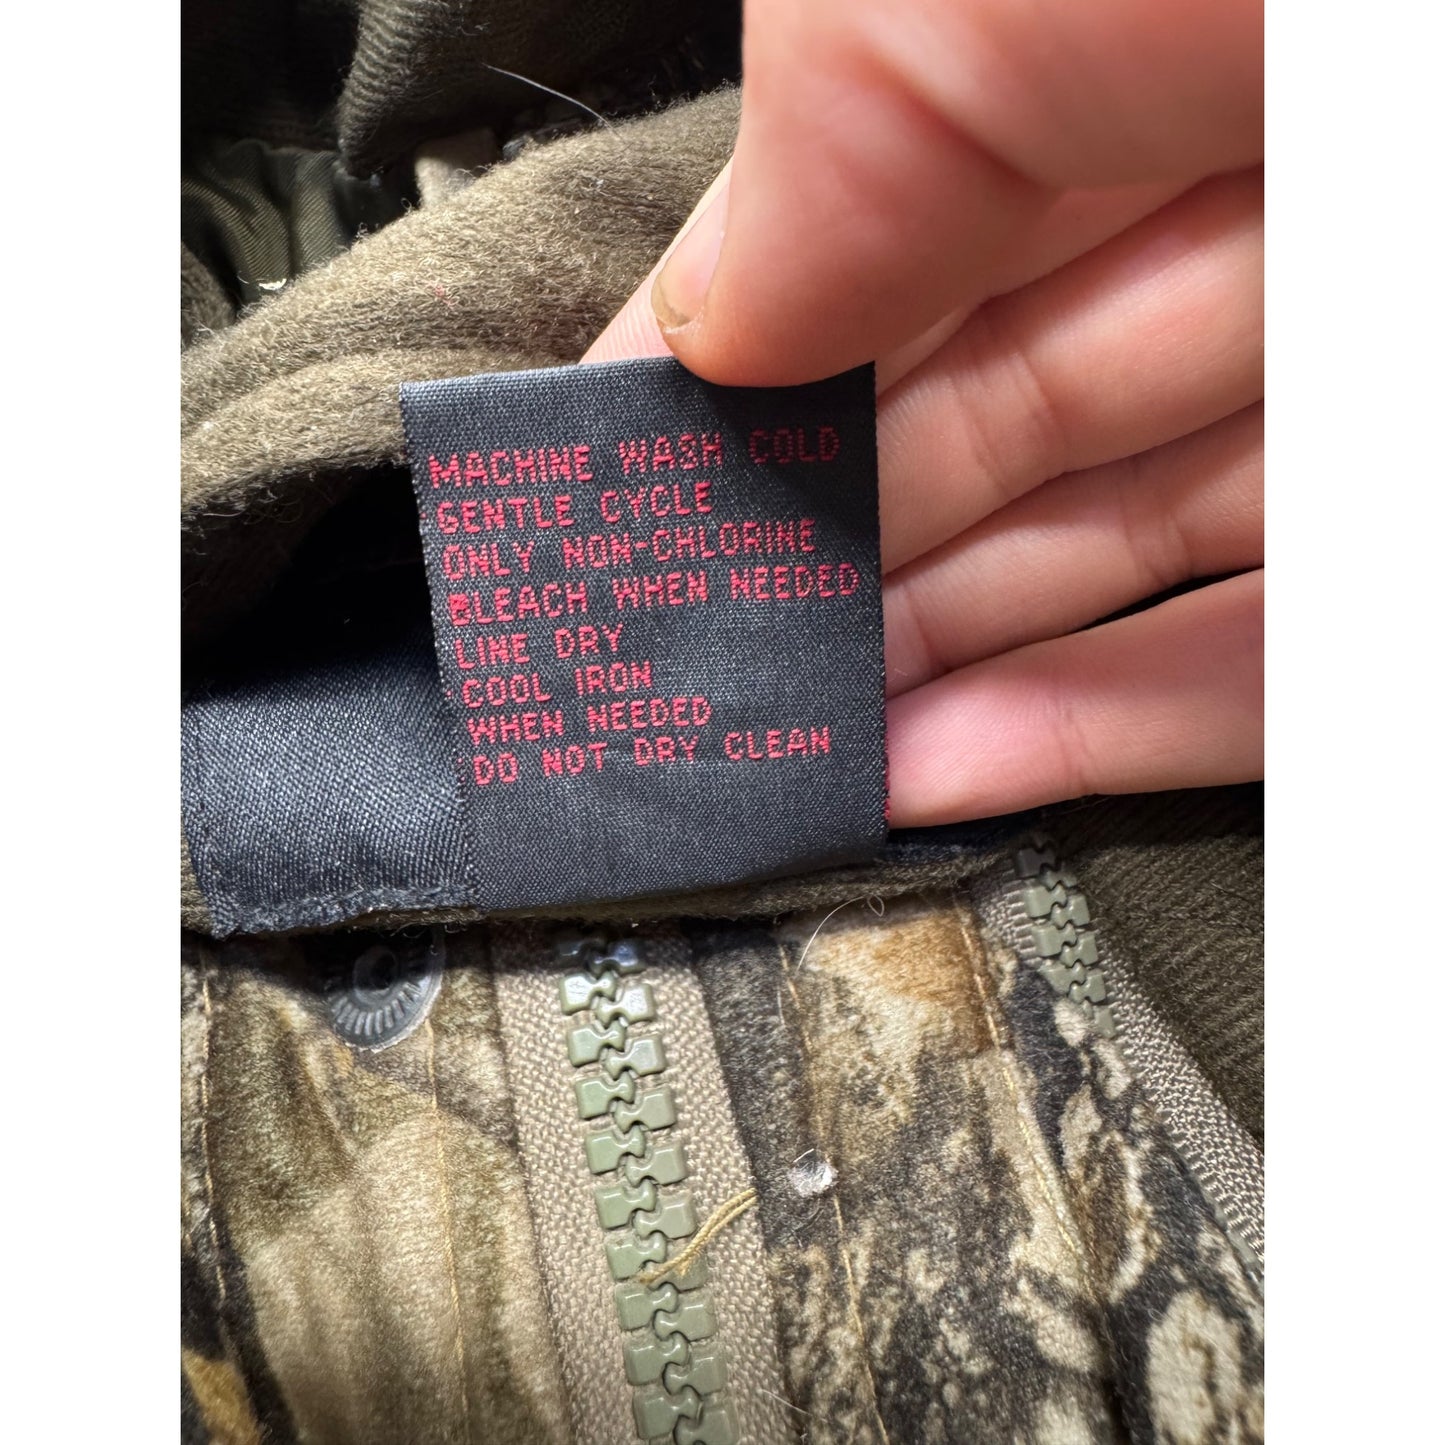 MACHINE WASH COLD
GENTLE CYCLE
ONLY NON-CHLORINE
BLEACH WHEN NEEDED
LINE DRY
COOL IRON
WHEN NEEDED
DO NOT DRY CLEAN